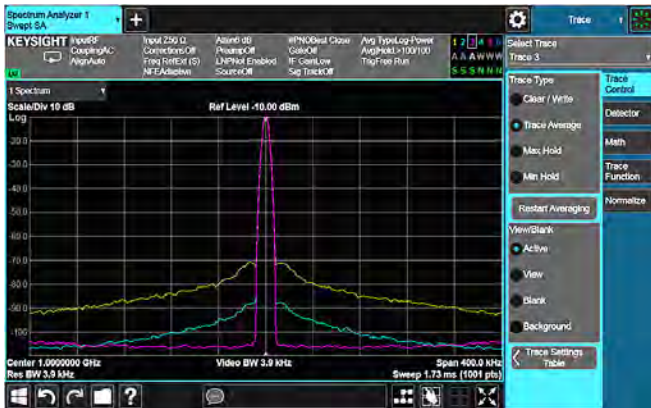 Spectrum Analyzer 1
Swept SA
Trace
KEYSIGHT
Input: RF
Coupling: AC
Align: Auto
Input Z: 50 Ω
Corrections: Off
Freq Ref: Ext (S)
NFE: Adaptive
Atten: 6 dB
Preamp: Off
LNP: Not Enabled
Source: Off
#PNO: Best Close
Gate: Off
IF Gain: Low
Sig Track: Off
Avg Type: Log-Power
Avg|Hold: >100/100
Trig: Free Run
1 2 3 4 5 6
A A A W W W
S S S N N N
Select Trace
Trace 3
1 Spectrum
Scale/Div 10 dB
Ref Level -10.00 dBm
Log
-20.0
-30.0
-40.0
-50.0
-60.0
-70.0
-80.0
-90.0
-100
Center 1.0000000 GHz
Video BW 3.9 kHz
Span 400.0 kHz
Res BW 3.9 kHz
Sweep 1.73 ms (1001 pts)
Trace Type
Clear / Write
Trace Average
Max Hold
Min Hold
Restart Averaging
View/Blank
Active
View
Blank
Background
Trace Settings
Table
Trace
Control
Detector
Math
Trace
Function
Normalize
?